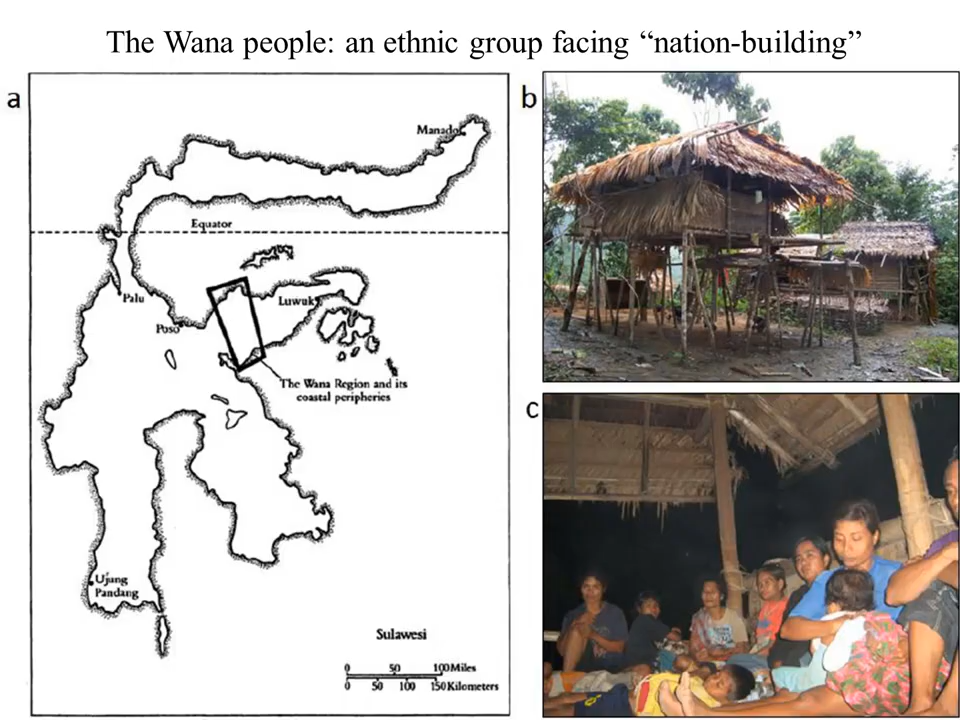 The Wana people: an ethnic group facing “nation-building”
a
Manado
Equator
Palu
Poso
Luwuk
The Wana Region and its
coastal peripheries
Ujung
Pandang
Sulawesi
0 50 100 Miles
0 50 100 150 Kilometers
b
c